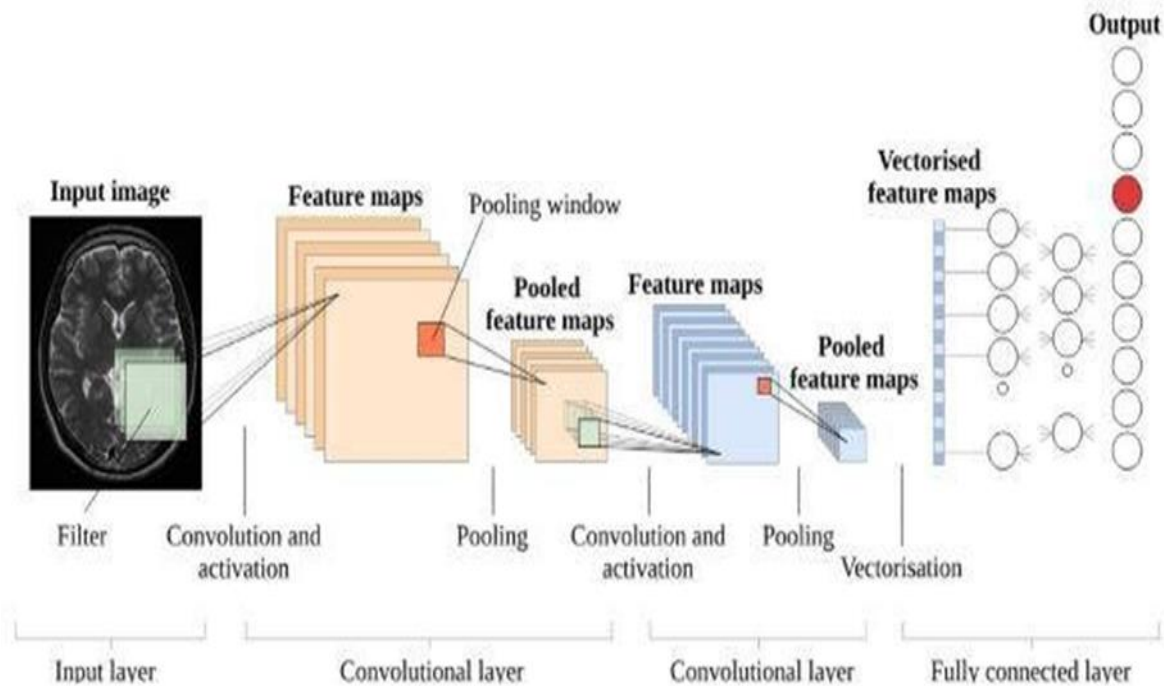 Output
Vectorised
feature maps
Input image
Feature maps
Pooling window
Pooled
feature maps
Feature maps
Pooled
feature maps
Filter
Convolution and
activation
Pooling
Convolution and
activation
Pooling
Vectorisation
Input layer
Convolutional layer
Convolutional layer
Fully connected layer